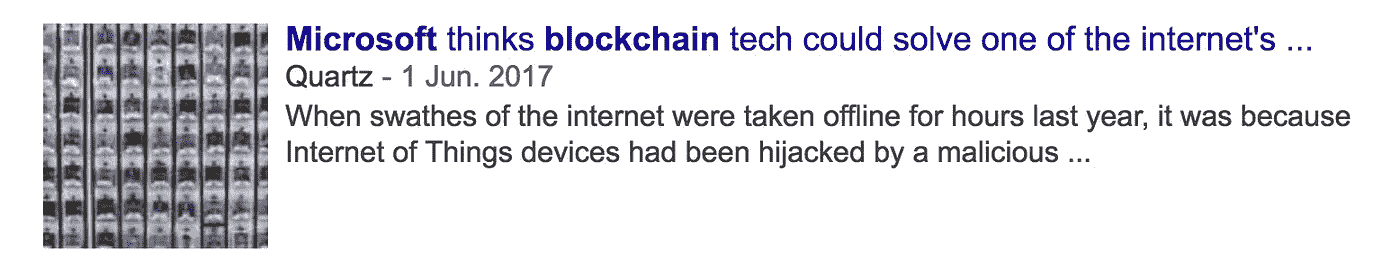 Microsoft thinks blockchain tech could solve one of the internet's ...
Quartz - 1 Jun. 2017
When swathes of the internet were taken offline for hours last year, it was because
Internet of Things devices had been hijacked by a malicious ...